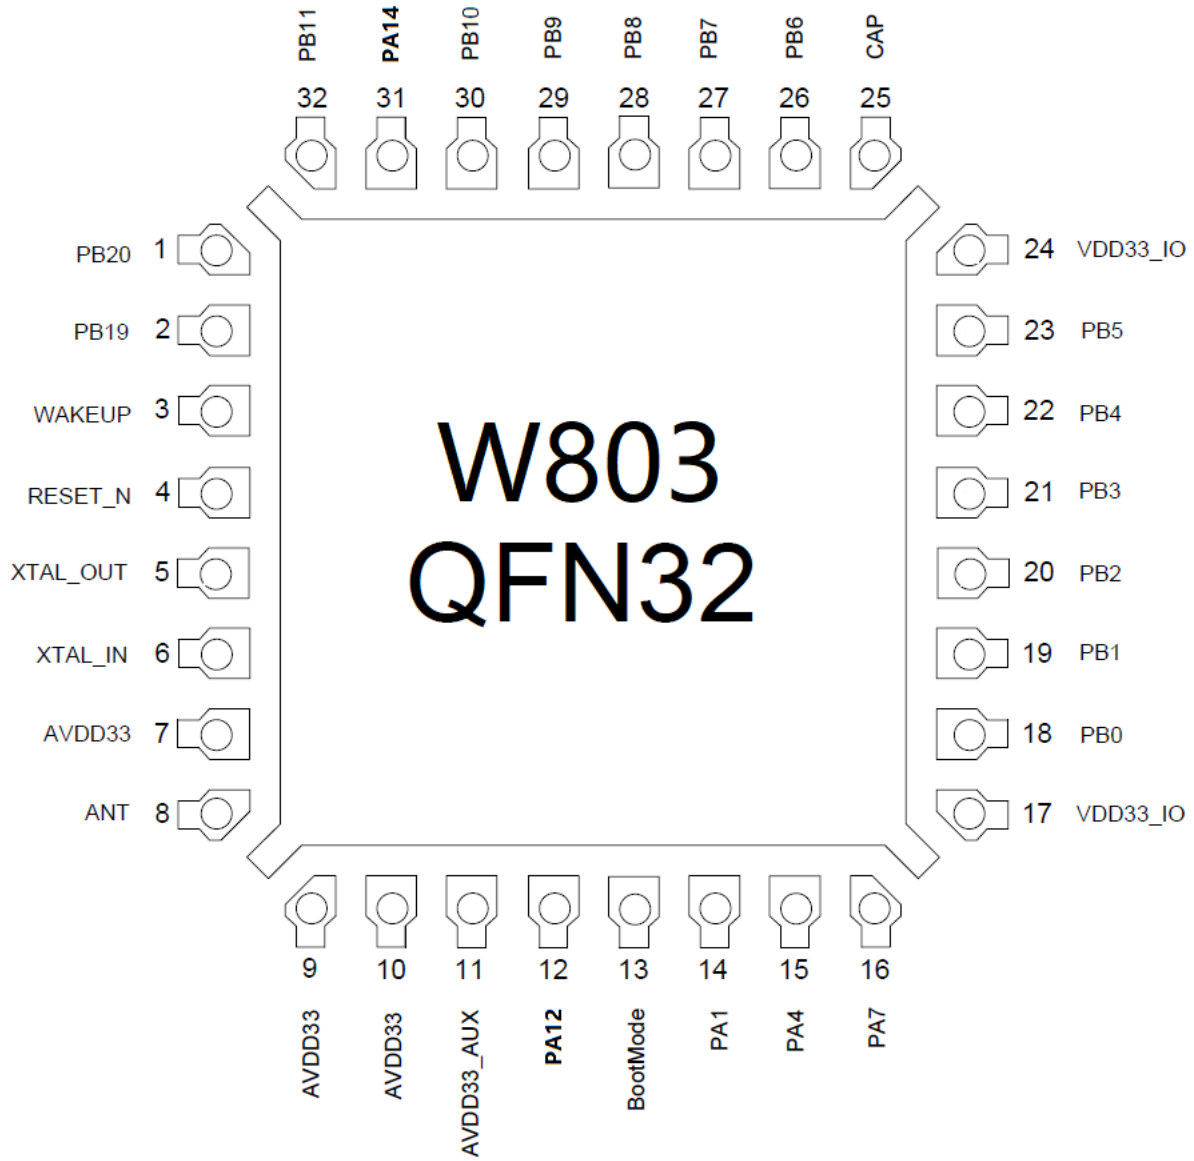 PB11 PA14 PB10 PB9 PB8 PB7 PB6 CAP
32 31 30 29 28 27 26 25
PB20 1
PB19 2
WAKEUP 3
RESET_N 4
XTAL_OUT 5
XTAL_IN 6
AVDD33 7
ANT 8
W803
QFN32
24 VDD33_IO
23 PB5
22 PB4
21 PB3
20 PB2
19 PB1
18 PB0
17 VDD33_IO
9 10 11 12 13 14 15 16
AVDD33 AVDD33 AVDD33_AUX PA12 BootMode PA1 PA4 PA7